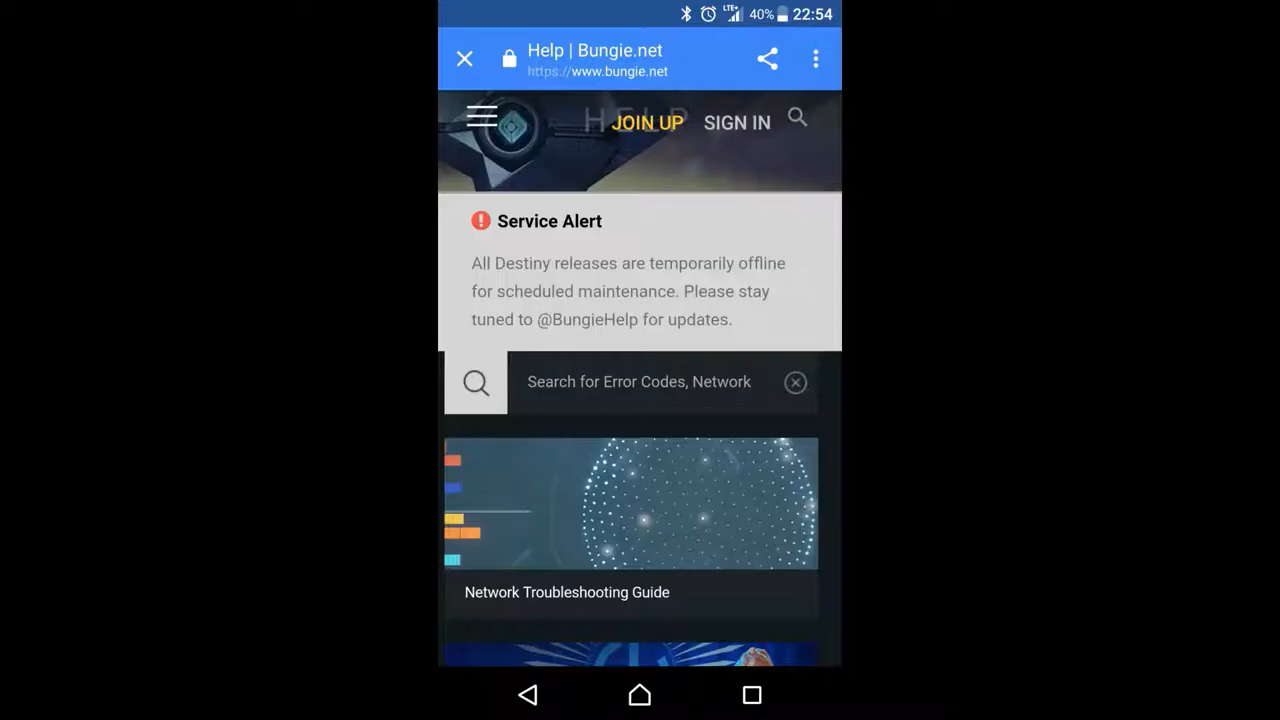 LTE+ 40% 22:54
Help | Bungie.net
https://www.bungie.net
HELP
JOIN UP SIGN IN
Service Alert
All Destiny releases are temporarily offline
for scheduled maintenance. Please stay
tuned to @BungieHelp for updates.
Search for Error Codes, Network
Network Troubleshooting Guide